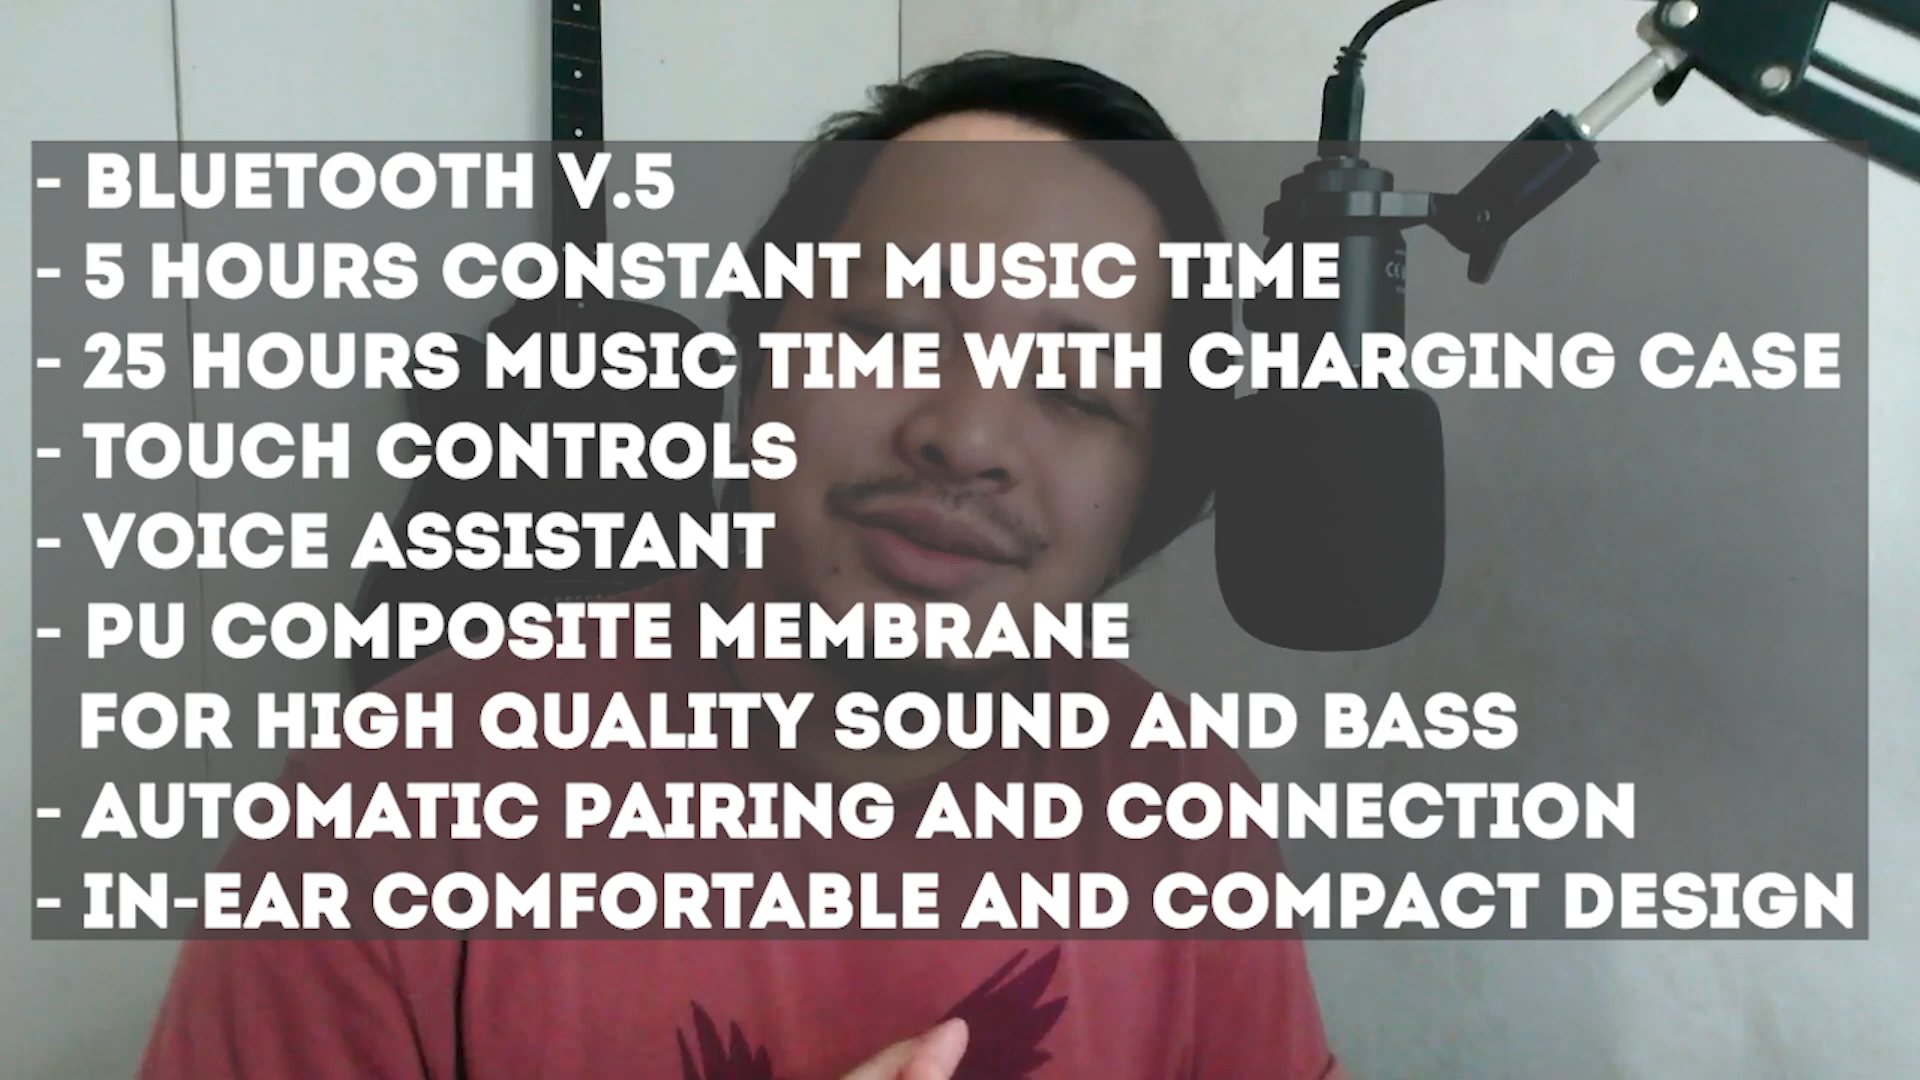 - BLUETOOTH V.5
- 5 HOURS CONSTANT MUSIC TIME
- 25 HOURS MUSIC TIME WITH CHARGING CASE
- TOUCH CONTROLS
- VOICE ASSISTANT
- PU COMPOSITE MEMBRANE
FOR HIGH QUALITY SOUND AND BASS
- AUTOMATIC PAIRING AND CONNECTION
- IN-EAR COMFORTABLE AND COMPACT DESIGN
CE